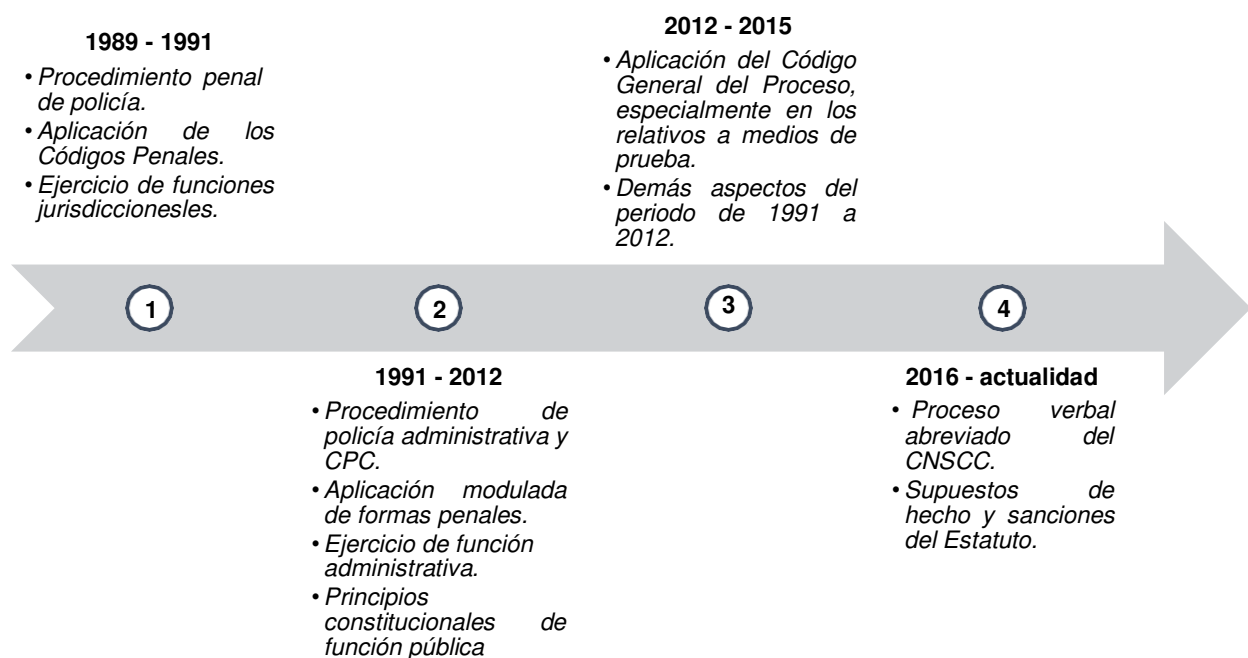 1989 - 1991
• Procedimiento penal
de policía.
• Aplicación de los
Códigos Penales.
• Ejercicio de funciones
jurisdiccionesles.
2012 - 2015
• Aplicación del Código
General del Proceso,
especialmente en los
relativos a medios de
prueba.
• Demás aspectos del
periodo de 1991 a
2012.
1
2
3
4
1991 - 2012
• Procedimiento de
policía administrativa y
CPC.
• Aplicación modulada
de formas penales.
• Ejercicio de función
administrativa.
• Principios
constitucionales de
función pública
2016 - actualidad
• Proceso verbal
abreviado del
CNSCC.
• Supuestos de
hecho y sanciones
del Estatuto.